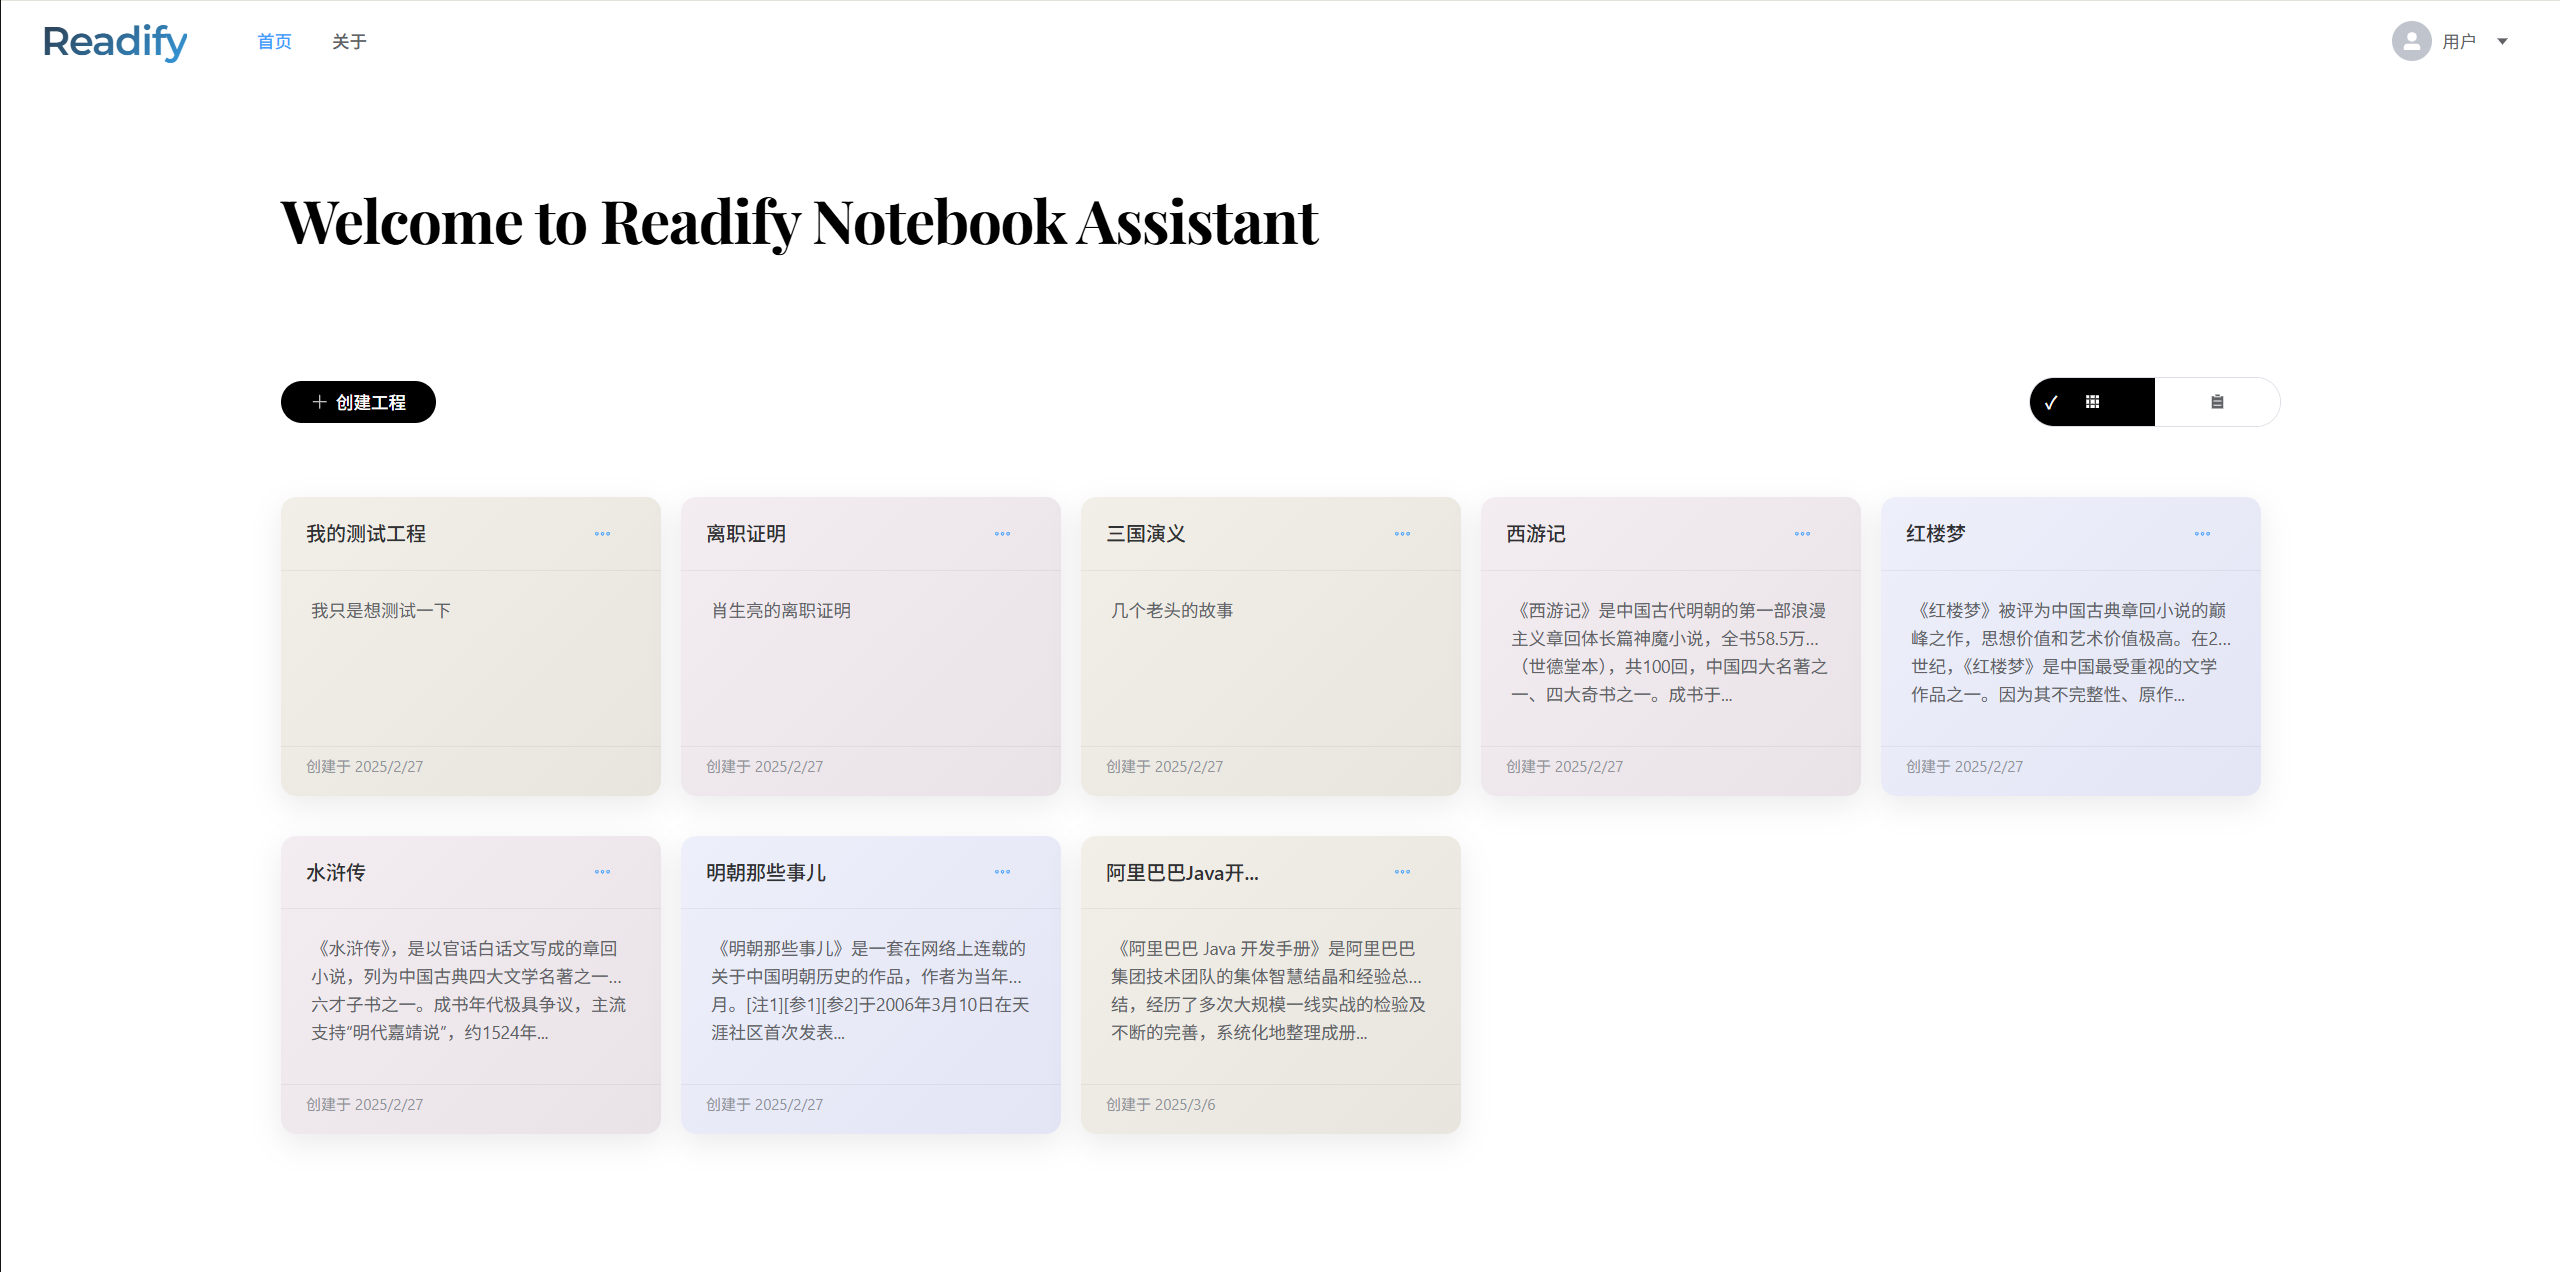 Readify
首页
关于
用户
Welcome to Readify Notebook Assistant
创建工程
我的测试工程
我只是想测试一下
创建于 2025/2/27
离职证明
肖生亮的离职证明
创建于 2025/2/27
三国演义
几个老头的故事
创建于 2025/2/27
西游记
《西游记》是中国古代明朝的第一部浪漫
主义章回体长篇神魔小说，全书58.5万...
（世德堂本），共100回，中国四大名著之
一、四大奇书之一。成书于...
创建于 2025/2/27
红楼梦
《红楼梦》被评为中国古典章回小说的巅
峰之作，思想价值和艺术价值极高。在2...
世纪，《红楼梦》是中国最受重视的文学
作品之一。因为其不完整性、原作...
创建于 2025/2/27
水浒传
《水浒传》，是以官话白话文写成的章回
小说，列为中国古典四大文学名著之一...
六才子书之一。成书年代极具争议，主流
支持“明代嘉靖说”，约1524年...
创建于 2025/2/27
明朝那些事儿
《明朝那些事儿》是一套在网络上连载的
关于中国明朝历史的作品，作者为当年...
月。[注1][参1][参2]于2006年3月10日在天
涯社区首次发表...
创建于 2025/2/27
阿里巴巴Java开...
《阿里巴巴 Java 开发手册》是阿里巴巴
集团技术团队的集体智慧结晶和经验总...
结，经历了多次大规模一线实战的检验及
不断的完善，系统化地整理成册...
创建于 2025/3/6